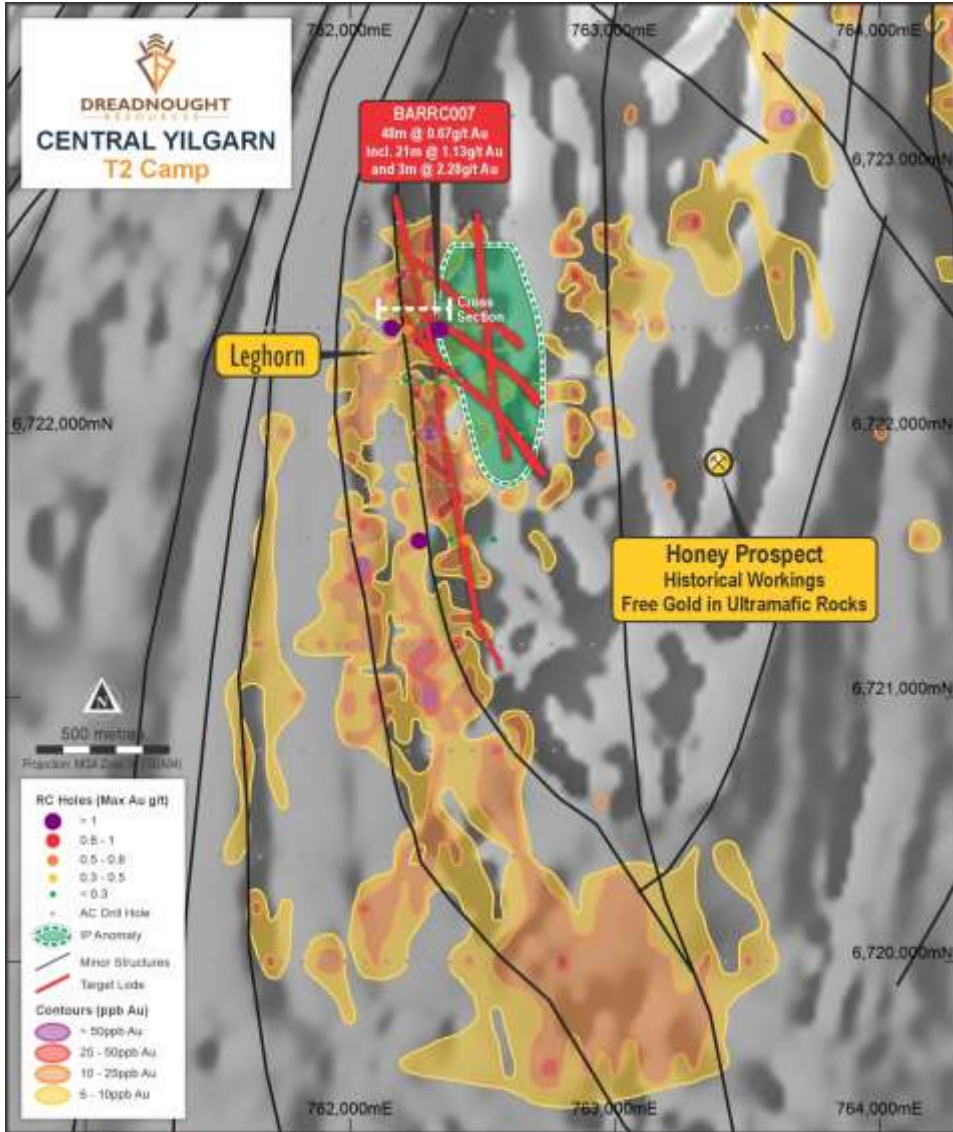 762,000mE
763,000mE
764,000mE
DREADNOUGHT
RESOURCES
CENTRAL YILGARN
T2 Camp
BARRC007
48m @ 0.67g/t Au
Incl. 21m @ 1.13g/t Au
and 3m @ 2.28g/t Au
6,723,000mN
Cross
Section
Leghorn
6,722,000mN
Honey Prospect
Historical Workings
Free Gold in Ultramafic Rocks
N
6,721,000mN
500 metres
Projection: MGA Zone
RC Holes (Max Au g/t)
> 1
0.8 - 1
0.5 - 0.8
0.3 - 0.5
< 0.3
AC Drill Hole
IP Anomaly
Minor Structures
Target Lode
Contours (ppb Au)
> 50ppb Au
25 - 50ppb Au
10 - 25ppb Au
6 - 10ppb Au
6,720,000mN
762,000mE
763,000mE
764,000mE